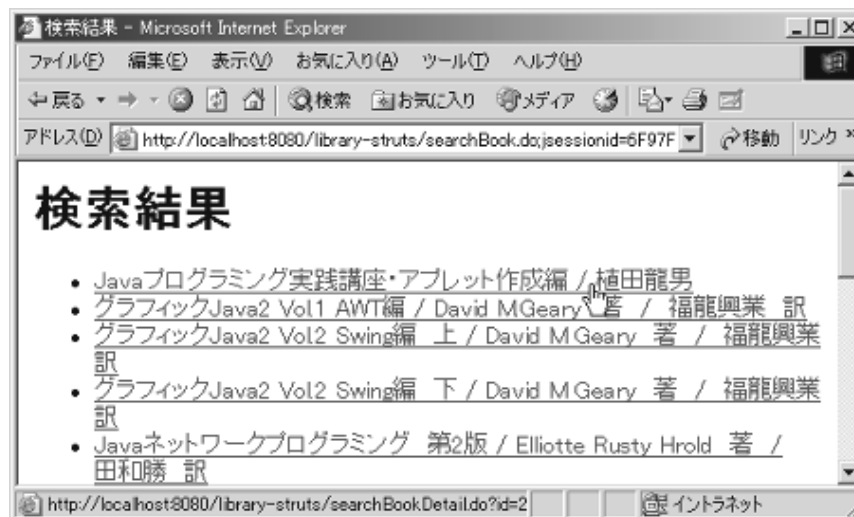 検索結果 - Microsoft Internet Explorer
ファイル(F) 編集(E) 表示(V) お気に入り(A) ツール(T) ヘルプ(H)
戻る 検索 お気に入り メディア
アドレス(D) http://localhost:8080/library-struts/searchBook.do;jsessionid=6F97F 移動 リンク »
検索結果
• Javaプログラミング実践講座・アプレット作成編 / 植田龍男
• グラフィックJava2 Vol1 AWT編 / David MGeary 著 / 福龍興業 訳
• グラフィックJava2 Vol2 Swing編 上 / David M Geary 著 / 福龍興業
訳
• グラフィックJava2 Vol2 Swing編 下 / David M Geary 著 / 福龍興業
訳
• Javaネットワークプログラミング 第2版 / Elliotte Rusty Hrold 著 /
田和勝 訳
http://localhost:8080/library-struts/searchBookDetail.do?id=2 イントラネット